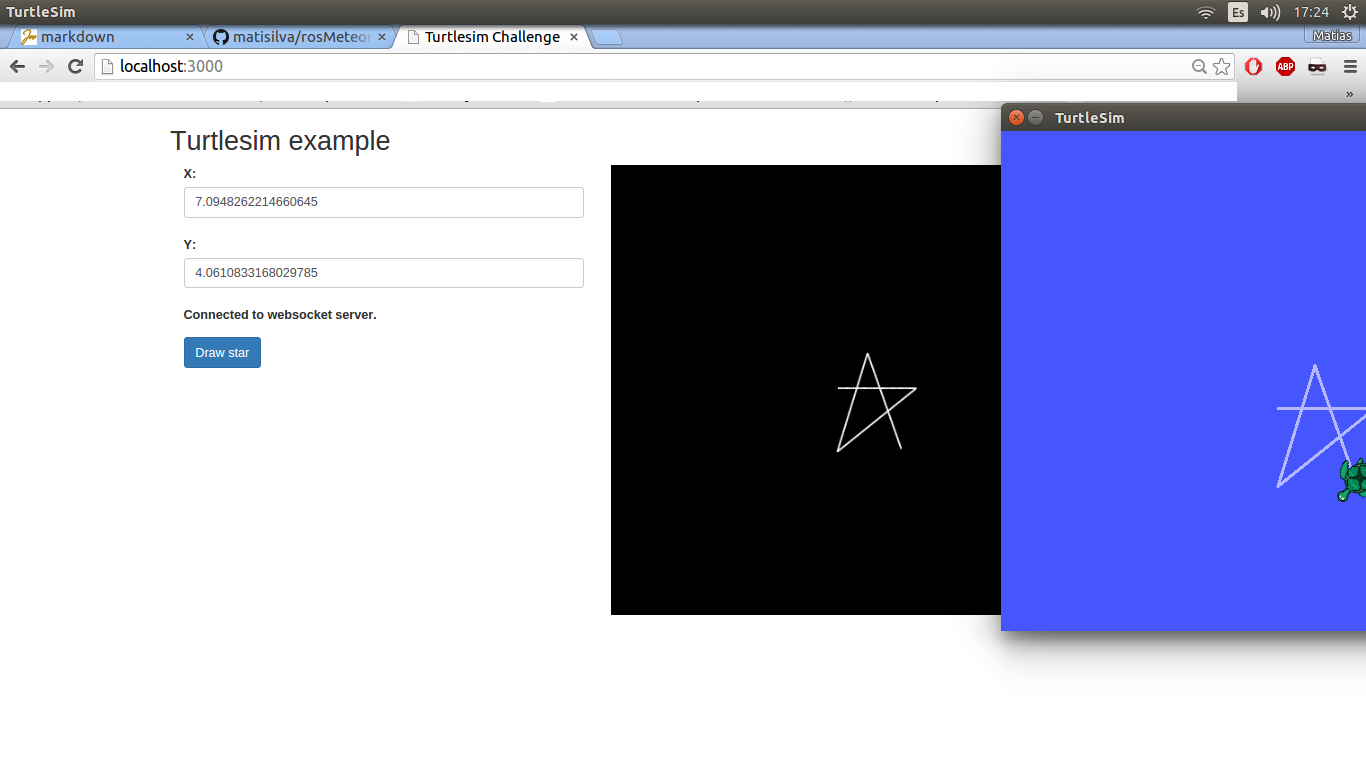 TurtleSim
Es
17:24
markdown
matisilva/rosMeteor
Turtlesim Challenge
Matias
localhost:3000
ABP
»
TurtleSim
Turtlesim example
X:
7.0948262214660645
Y:
4.0610833168029785
Connected to websocket server.
Draw star